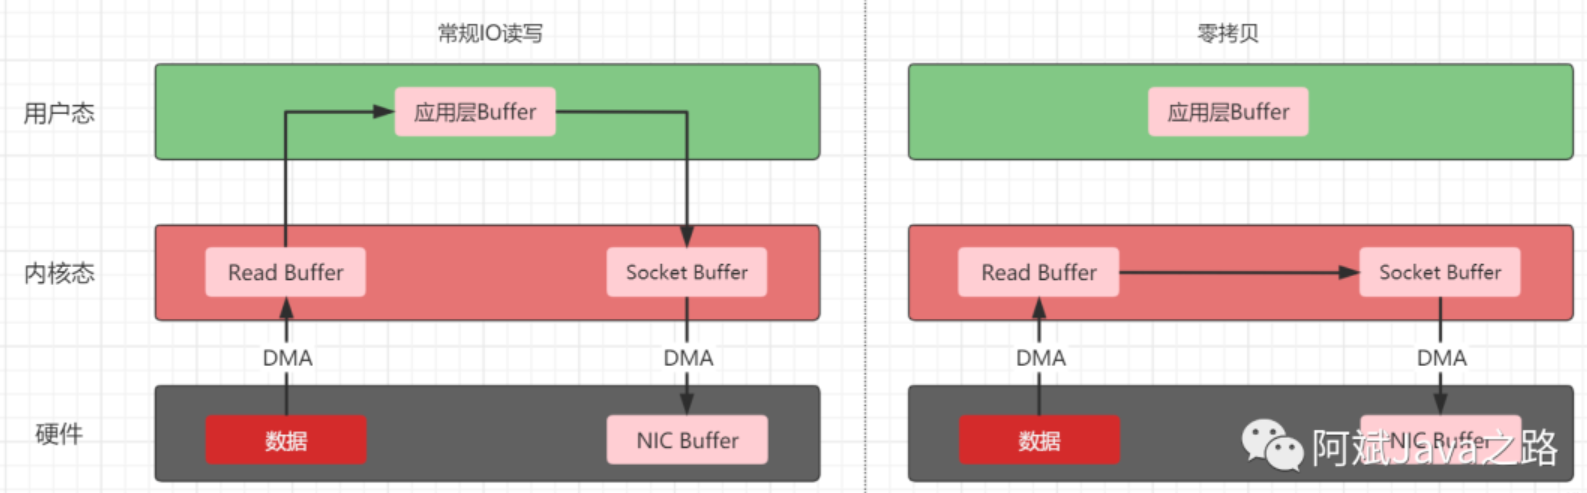 常规IO读写
零拷贝
用户态
应用层Buffer
应用层Buffer
内核态
Read Buffer
Socket Buffer
Read Buffer
Socket Buffer
DMA
DMA
DMA
DMA
硬件
数据
NIC Buffer
数据
NIC Buffer
阿斌Java之路